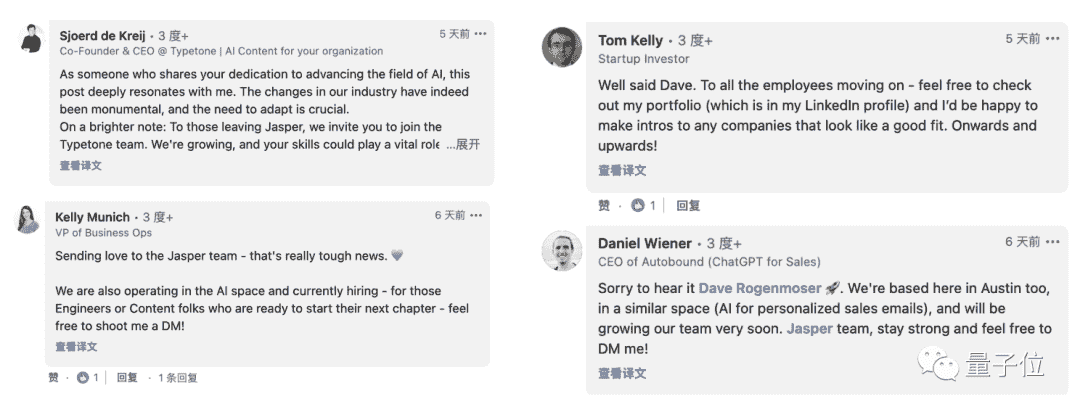 Sjoerd de Kreij • 3 度+
5 天前 •••
Co-Founder & CEO @ Typetone | AI Content for your organization
As someone who shares your dedication to advancing the field of AI, this
post deeply resonates with me. The changes in our industry have indeed
been monumental, and the need to adapt is crucial.
On a brighter note: To those leaving Jasper, we invite you to join the
Typetone team. We're growing, and your skills could play a vital role ...展开
查看译文
Kelly Munich • 3 度+
6 天前 •••
VP of Business Ops
Sending love to the Jasper team - that's really tough news.
We are also operating in the AI space and currently hiring - for those
Engineers or Content folks who are ready to start their next chapter - feel
free to shoot me a DM!
查看译文
赞 · 1 | 回复 · 1 条回复
Tom Kelly • 3 度+
5 天前 •••
Startup Investor
Well said Dave. To all the employees moving on - feel free to check
out my portfolio (which is in my LinkedIn profile) and I'd be happy to
make intros to any companies that look like a good fit. Onwards and
upwards!
查看译文
赞 · 1 | 回复
Daniel Wiener • 3 度+
6 天前 •••
CEO of Autobound (ChatGPT for Sales)
Sorry to hear it Dave Rogenmoser 🚀. We're based here in Austin too,
in a similar space (AI for personalized sales emails), and will be
growing our team very soon. Jasper team, stay strong and feel free to
DM me!
查看译文
量子位